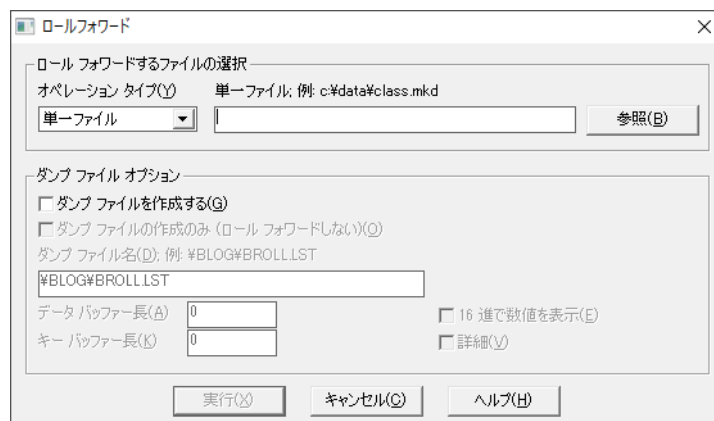 ロールフォワード
ロール フォワードするファイルの選択
オペレーション タイプ(Y) 単一ファイル; 例: c:¥data¥class.mkd
単一ファイル 参照(B)
ダンプ ファイル オプション
ダンプ ファイルを作成する(G)
ダンプ ファイルの作成のみ (ロール フォワードしない)(O)
ダンプ ファイル名(D); 例: ¥BLOG¥BROLL.LST
¥BLOG¥BROLL.LST
データ バッファー長(A) 0 16 進で数値を表示(E)
キー バッファー長(K) 0 詳細(V)
実行(X) キャンセル(C) ヘルプ(H)